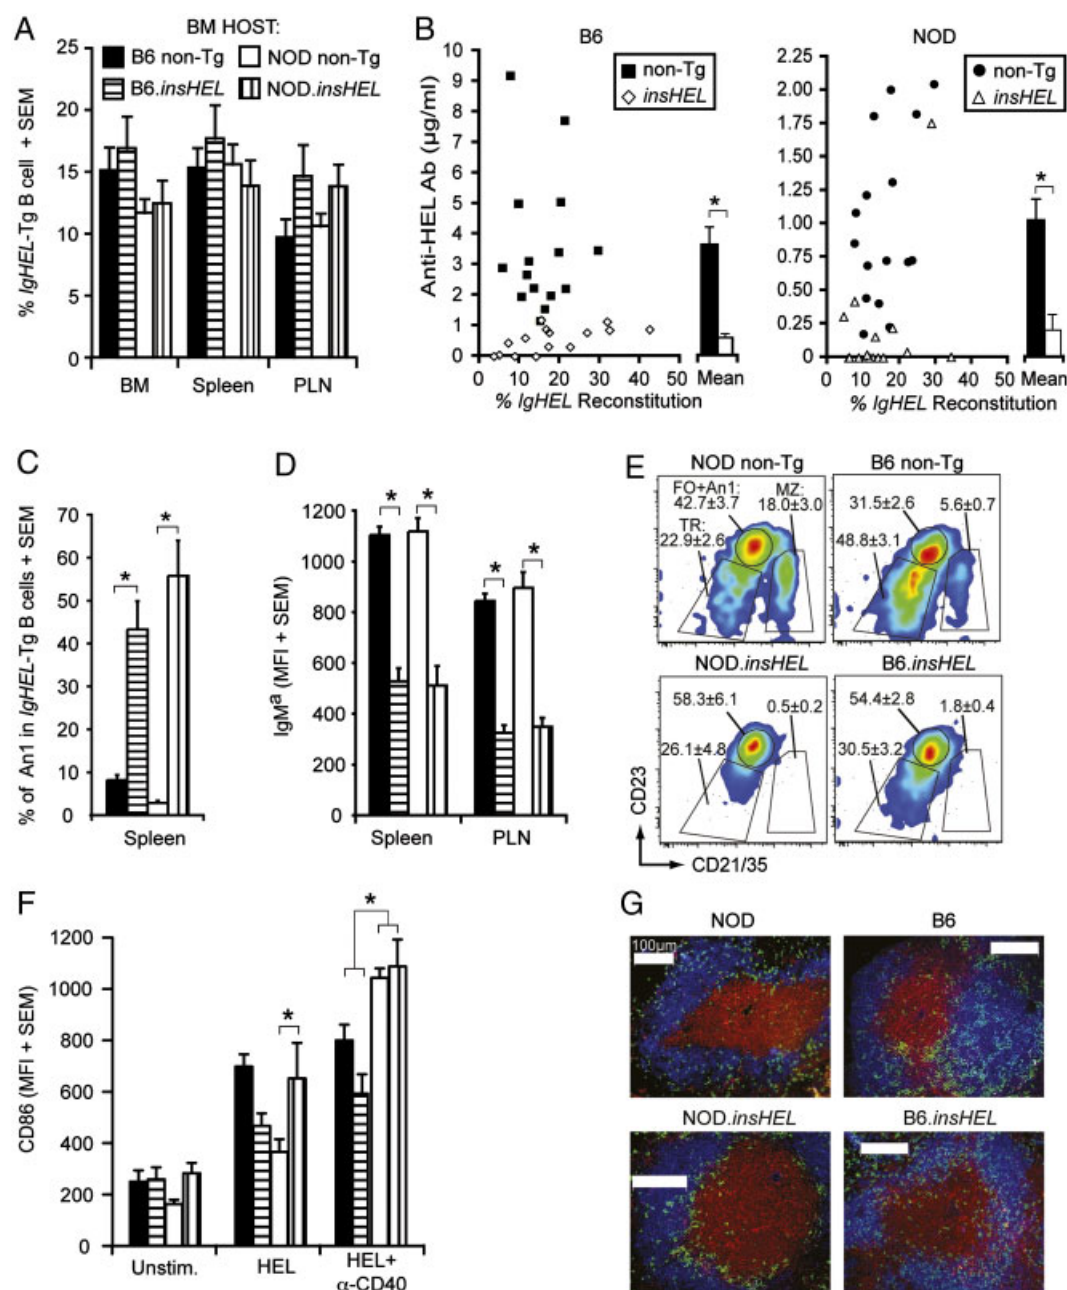 A
BM HOST:
B6 non-Tg
NOD non-Tg
B6.insHEL
NOD.insHEL
% IgHEL-Tg B cell + SEM
25
20
15
10
5
0
BM
Spleen
PLN
B
B6
non-Tg
insHEL
Anti-HEL Ab (µg/ml)
10
9
8
7
6
5
4
3
2
1
0
*
0 10 20 30 40 50 Mean
% IgHEL Reconstitution
NOD
non-Tg
insHEL
2.25
2.00
1.75
1.50
1.25
1.00
0.75
0.50
0.25
0
*
0 10 20 30 40 50 Mean
% IgHEL Reconstitution
C
% of An1 in IgHEL-Tg B cells + SEM
70
60
50
40
30
20
10
0
* *
Spleen
D
IgMa (MFI + SEM)
1200
1000
800
600
400
200
0
* * * *
Spleen
PLN
E
NOD non-Tg
FO+An1:
42.7±3.7
MZ:
18.0±3.0
TR:
22.9±2.6
B6 non-Tg
31.5±2.6
5.6±0.7
48.8±3.1
NOD.insHEL
58.3±6.1
0.5±0.2
26.1±4.8
B6.insHEL
54.4±2.8
1.8±0.4
30.5±3.2
CD23
CD21/35
F
CD86 (MFI + SEM)
1200
1000
800
600
400
200
0
*
*
Unstim.
HEL
HEL+
α-CD40
G
NOD
B6
100µm
NOD.insHEL
B6.insHEL